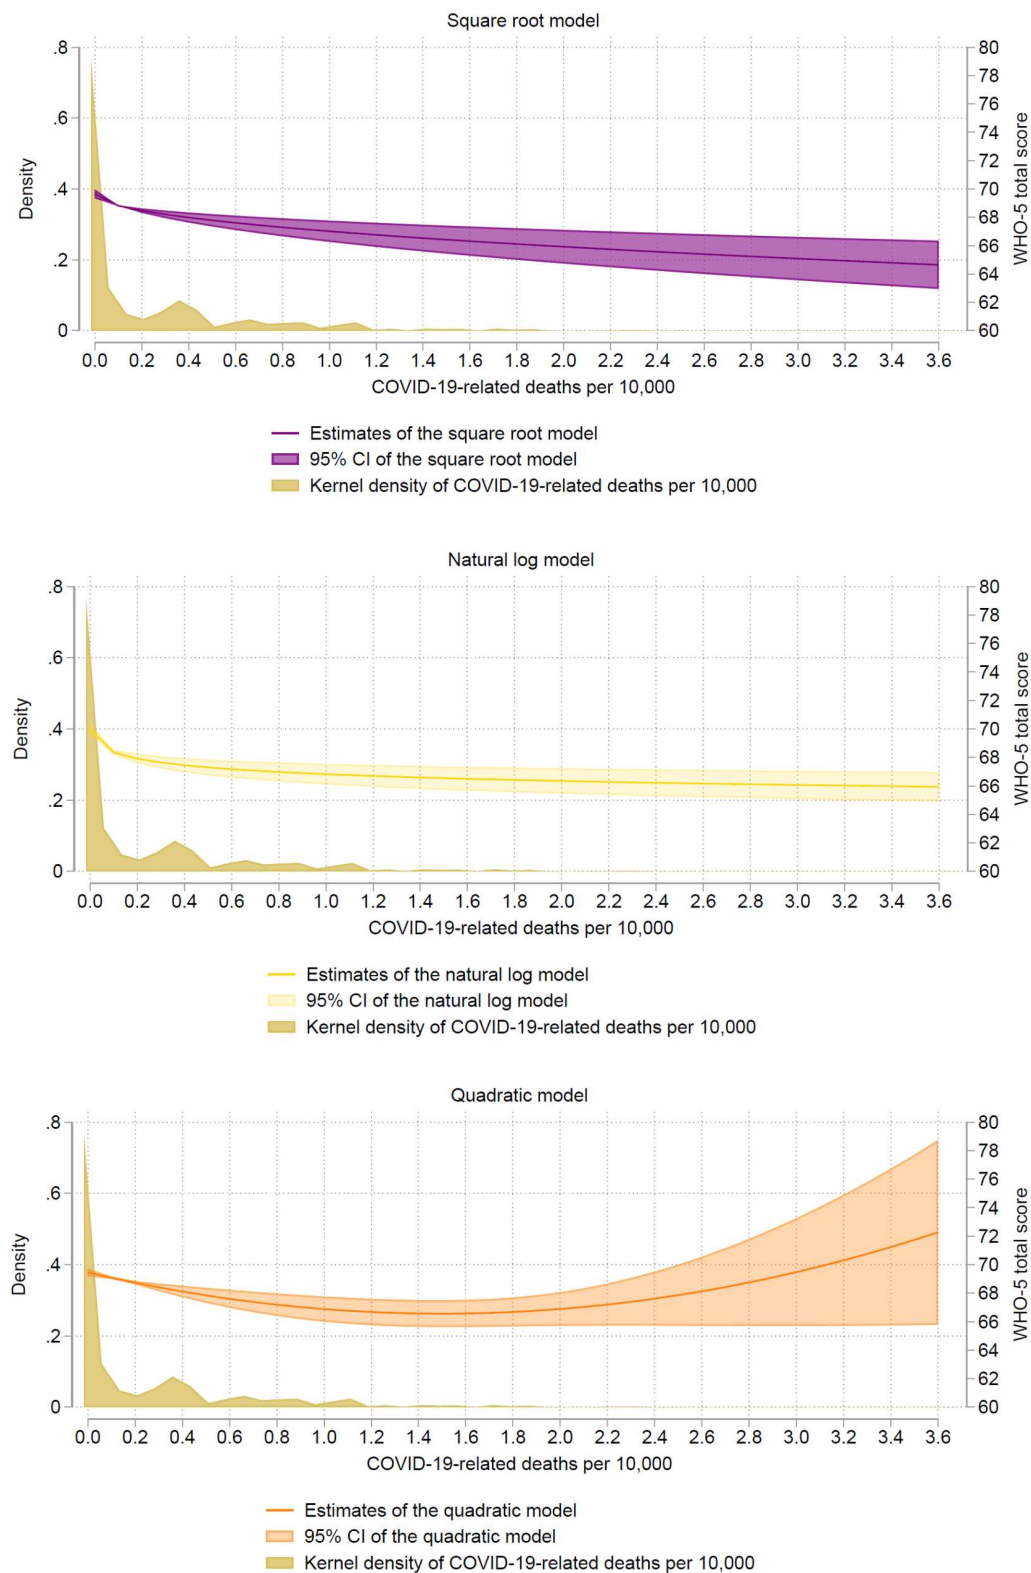 Square root model
.8
.6
.4
.2
0
Density
80
78
76
74
72
70
68
66
64
62
60
WHO-5 total score
0.0 0.2 0.4 0.6 0.8 1.0 1.2 1.4 1.6 1.8 2.0 2.2 2.4 2.6 2.8 3.0 3.2 3.4 3.6
COVID-19-related deaths per 10,000
Estimates of the square root model
95% CI of the square root model
Kernel density of COVID-19-related deaths per 10,000
Natural log model
.8
.6
.4
.2
0
Density
80
78
76
74
72
70
68
66
64
62
60
WHO-5 total score
0.0 0.2 0.4 0.6 0.8 1.0 1.2 1.4 1.6 1.8 2.0 2.2 2.4 2.6 2.8 3.0 3.2 3.4 3.6
COVID-19-related deaths per 10,000
Estimates of the natural log model
95% CI of the natural log model
Kernel density of COVID-19-related deaths per 10,000
Quadratic model
.8
.6
.4
.2
0
Density
80
78
76
74
72
70
68
66
64
62
60
WHO-5 total score
0.0 0.2 0.4 0.6 0.8 1.0 1.2 1.4 1.6 1.8 2.0 2.2 2.4 2.6 2.8 3.0 3.2 3.4 3.6
COVID-19-related deaths per 10,000
Estimates of the quadratic model
95% CI of the quadratic model
Kernel density of COVID-19-related deaths per 10,000